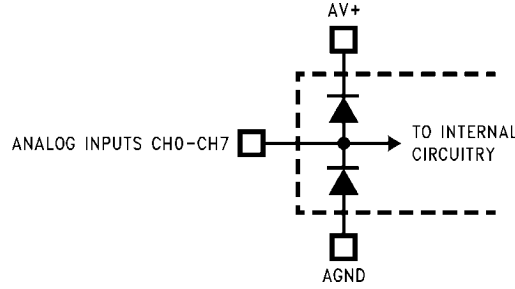 AV+
ANALOG INPUTS CH0-CH7
TO INTERNAL
CIRCUITRY
AGND